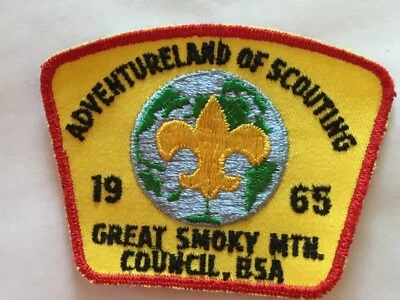 ADVENTURELAND OF SCOUTING
19 65
GREAT SMOKY MTN.
COUNCIL, BSA